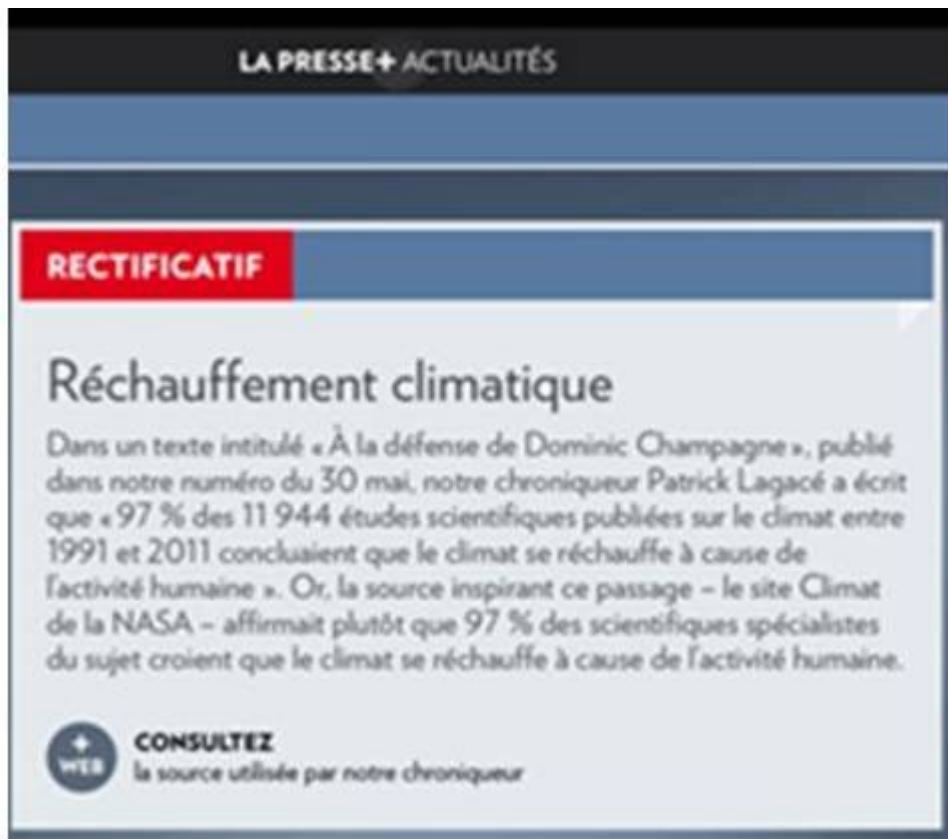 LA PRESSE+ ACTUALITÉS
RECTIFICATIF
Réchauffement climatique
Dans un texte intitulé « À la défense de Dominic Champagne », publié
dans notre numéro du 30 mai, notre chroniqueur Patrick Lagacé a écrit
que « 97 % des 11 944 études scientifiques publiées sur le climat entre
1991 et 2011 concluaient que le climat se réchauffe à cause de
l'activité humaine ». Or, la source inspirant ce passage – le site Climat
de la NASA – affirmait plutôt que 97 % des scientifiques spécialistes
du sujet croient que le climat se réchauffe à cause de l'activité humaine.
+
WEB
CONSULTEZ
la source utilisée par notre chroniqueur